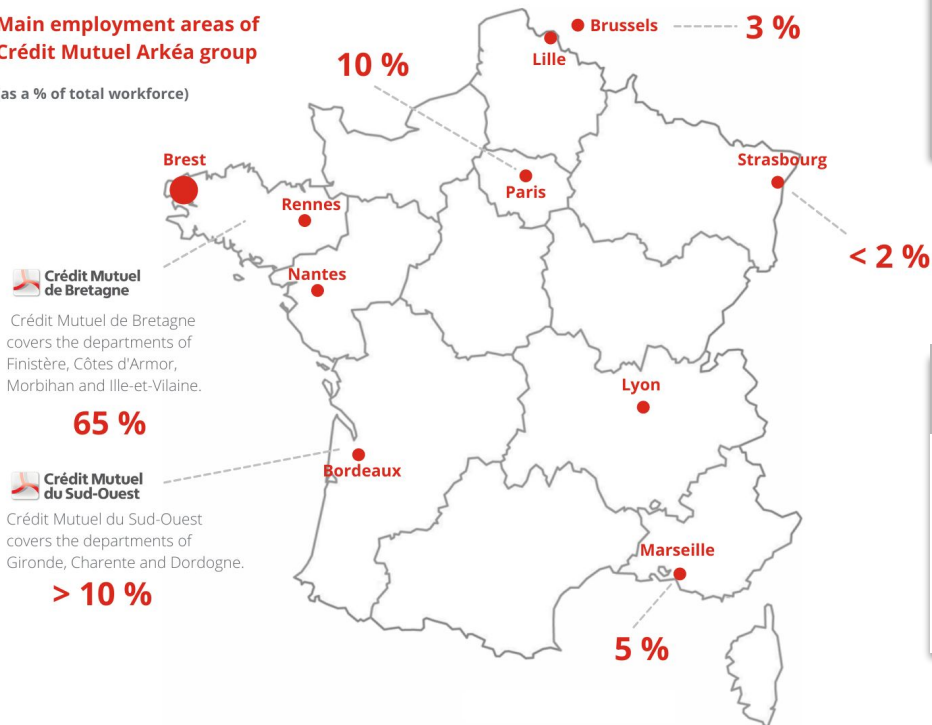 Main employment areas of
Crédit Mutuel Arkéa group
as a % of total workforce)
10 %
Brussels
3 %
Lille
Brest
Rennes
Paris
Strasbourg
< 2 %
Nantes
Crédit Mutuel
de Bretagne
Crédit Mutuel de Bretagne
covers the departments of
Finistère, Côtes d'Armor,
Morbihan and Ille-et-Vilaine.
65 %
Lyon
Bordeaux
Crédit Mutuel
du Sud-Ouest
Crédit Mutuel du Sud-Ouest
covers the departments of
Gironde, Charente and Dordogne.
> 10 %
Marseille
5 %